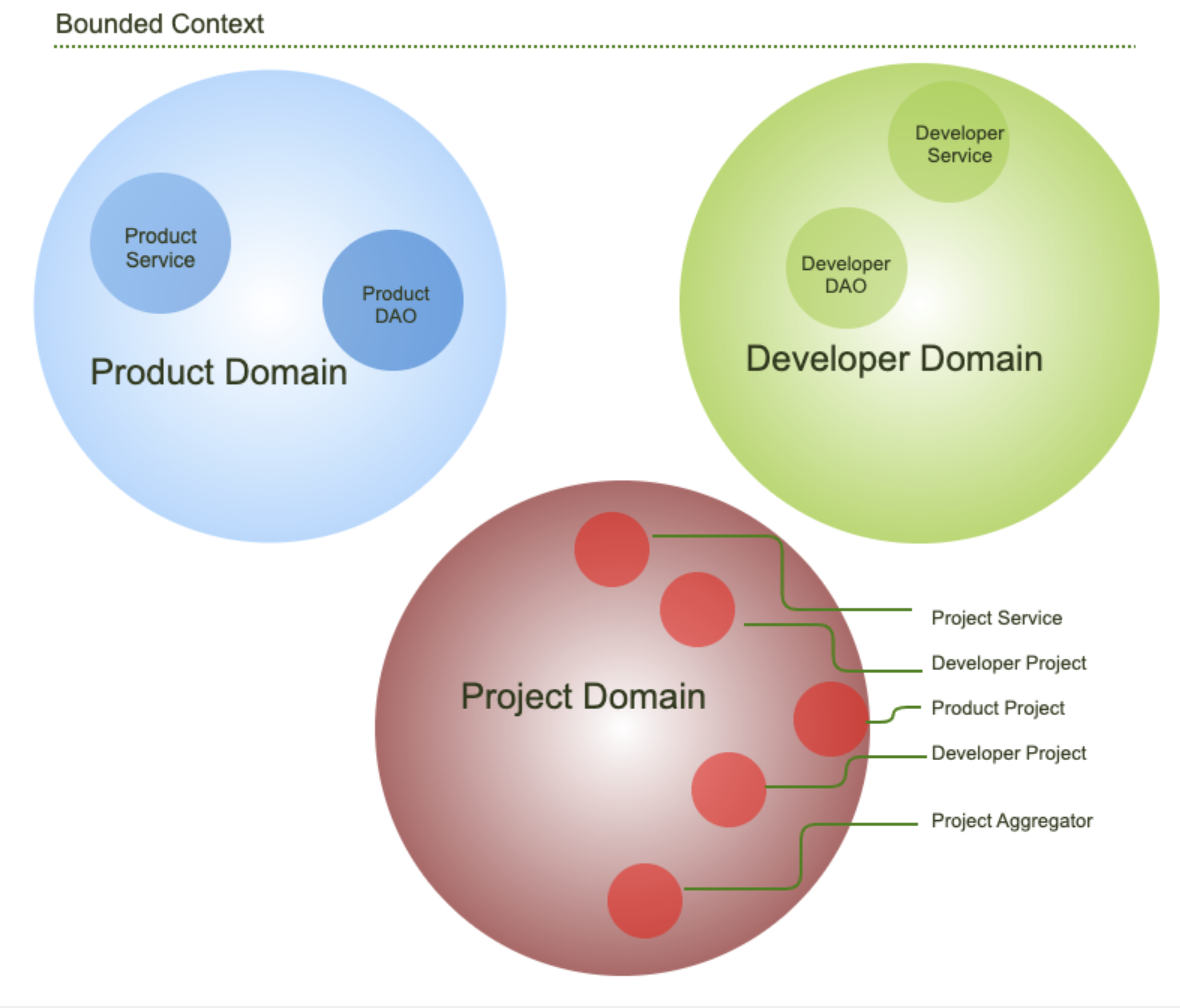 Bounded Context
Product
Service
Product
DAO
Product Domain
Developer
Service
Developer
DAO
Developer Domain
Project Domain
Project Service
Developer Project
Product Project
Developer Project
Project Aggregator